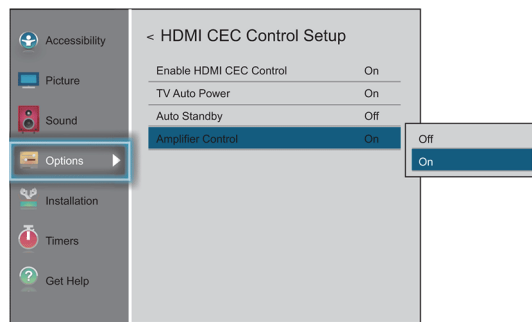 Accessibility
Picture
Sound
Options
Installation
Timers
Get Help
< HDMI CEC Control Setup
Enable HDMI CEC Control On
TV Auto Power On
Auto Standby Off
Amplifier Control On
Off
On